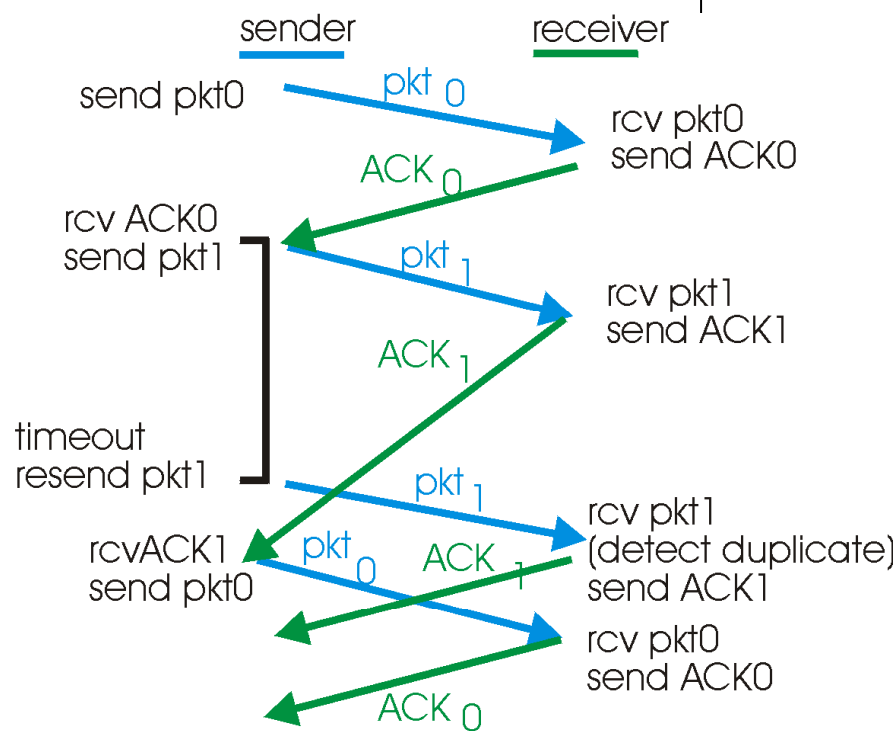 sender
receiver
send pkt0
pkt 0
rcv pkt0
send ACK0
ACK 0
rcv ACK0
send pkt1
pkt 1
rcv pkt1
send ACK1
ACK 1
timeout
resend pkt1
pkt 1
rcv pkt1
(detect duplicate)
send ACK1
rcvACK1
send pkt0
pkt 0
ACK 1
rcv pkt0
send ACK0
ACK 0